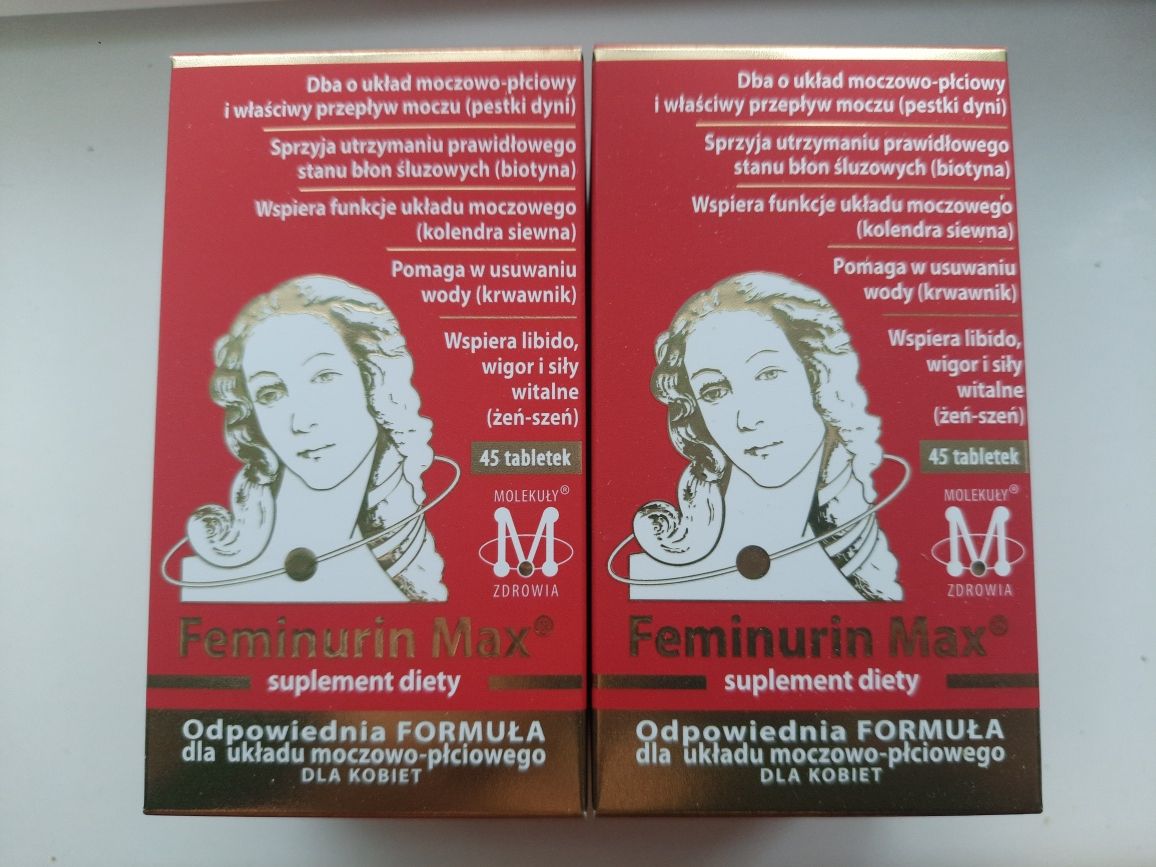 Dba o układ moczowo-płciowy
i właściwy przepływ moczu (pestki dyni)
Sprzyja utrzymaniu prawidłowego
stanu błon śluzowych (biotyna)
Wspiera funkcje układu moczowego
(kolendra siewna)
Pomaga w usuwaniu
wody (krwawnik)
Wspiera libido,
wigor i siły
witalne
(żeń-szeń)
45 tabletek
MOLEKUŁY®
M
ZDROWIA
Feminurin Max®
suplement diety
Odpowiednia FORMUŁA
dla układu moczowo-płciowego
DLA KOBIET
Dba o układ moczowo-płciowy
i właściwy przepływ moczu (pestki dyni)
Sprzyja utrzymaniu prawidłowego
stanu błon śluzowych (biotyna)
Wspiera funkcje układu moczowego
(kolendra siewna)
Pomaga w usuwaniu
wody (krwawnik)
Wspiera libido,
wigor i siły
witalne
(żeń-szeń)
45 tabletek
MOLEKUŁY®
M
ZDROWIA
Feminurin Max®
suplement diety
Odpowiednia FORMUŁA
dla układu moczowo-płciowego
DLA KOBIET